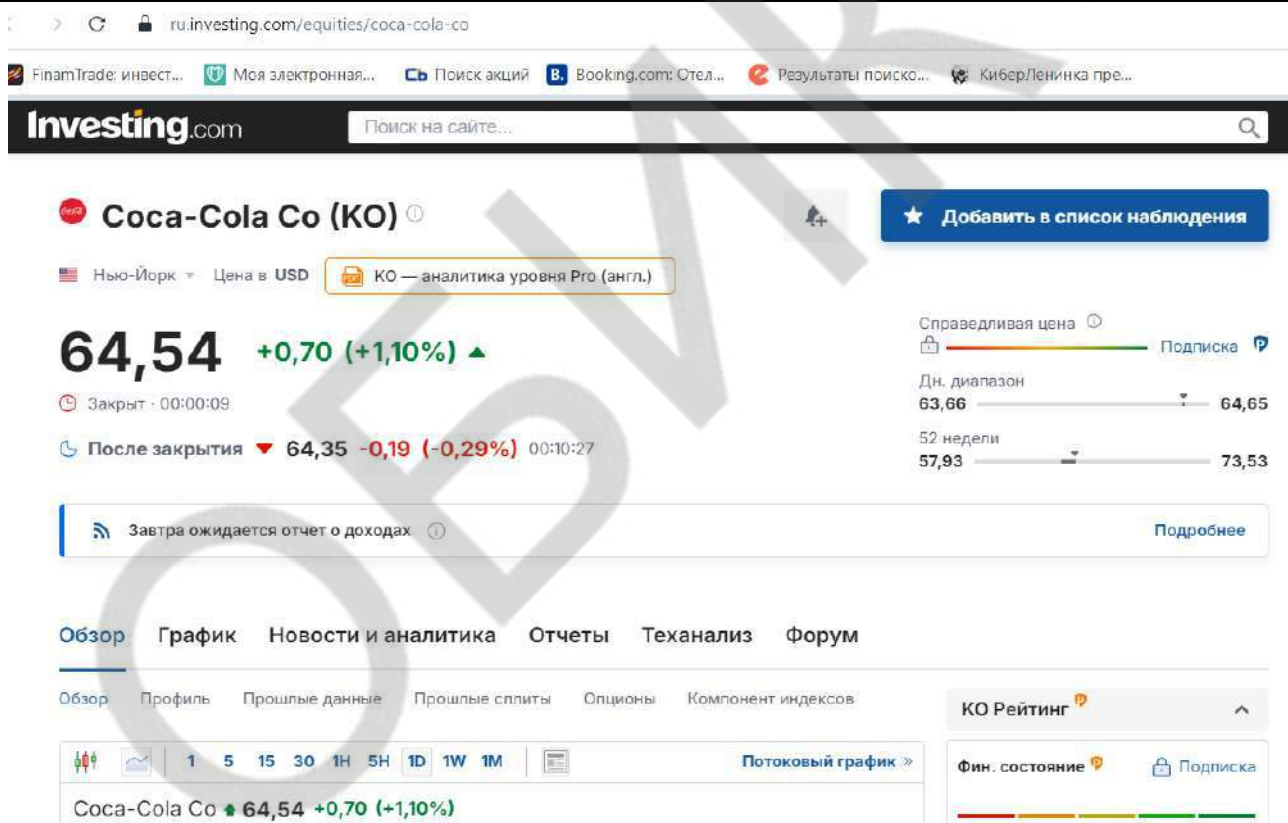 ru.investing.com/equities/coca-cola-co
FinamTrade: инвест... Моя электронная... Сь Поиск акций B. Booking.com: Отел... Результаты поиско... КиберЛенинка пре...
Investing.com Поиск на сайте...
Coca-Cola Co (KO)
Добавить в список наблюдения
Нью-Йорк Цена в USD KO — аналитика уровня Pro (англ.)
64,54 +0,70 (+1,10%)
Справедливая цена
Подписка
Закрыт · 00:00:09
Дн. диапазон
63,66 64,65
После закрытия 64,35 -0,19 (-0,29%) 00:10:27
52 недели
57,93 73,53
Завтра ожидается отчет о доходах Подробнее
Обзор График Новости и аналитика Отчеты Теханализ Форум
Обзор Профиль Прошлые данные Прошлые сплиты Опционы Компонент индексов
KO Рейтинг
1 5 15 30 1H 5H 1D 1W 1M Потоковый график »
Фин. состояние Подписка
Coca-Cola Co 64,54 +0,70 (+1,10%)
ОБИК